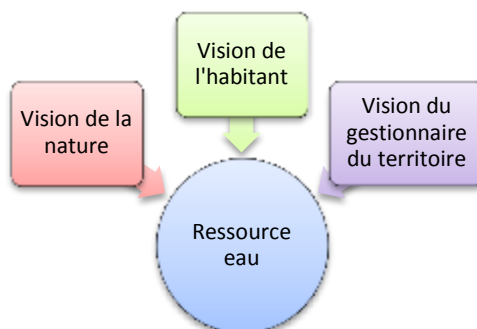 Vision de la
nature
Vision de
l'habitant
Vision du
gestionnaire
du territoire
Ressource
eau